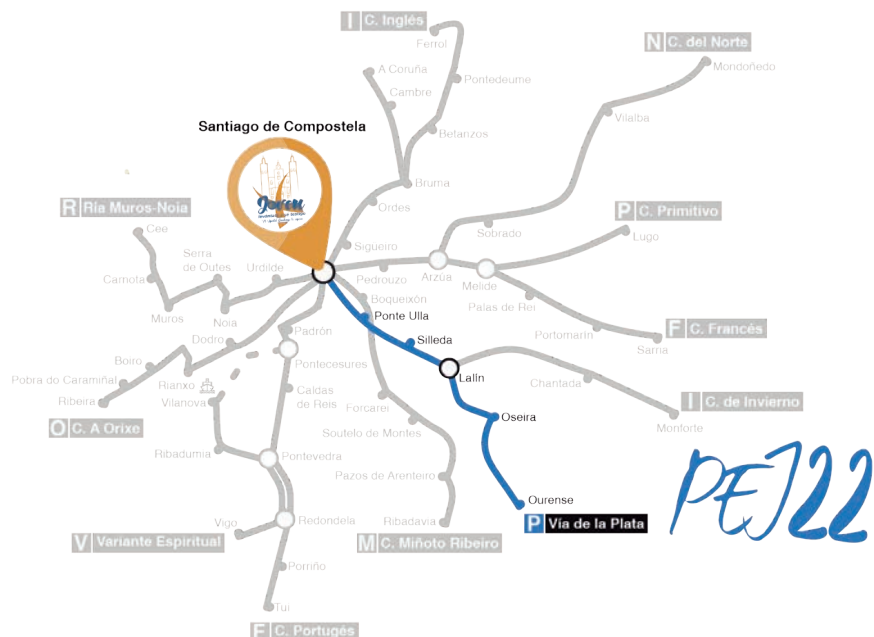 I C. Inglés
Ferrol
N C. del Norte
A Coruña
Mondoñedo
Pontedeume
Cambre
Vilalba
Santiago de Compostela
Betanzos
Joven
Bruma
R Ría Muros-Noia
Ordes
P C. Primitivo
Cee
Sobrado
Lugo
Serra
de Outes
Urdilde
Sigueiro
Pedrouzo
Arzúa
Melide
Carnota
Boqueixón
Palas de Rei
Muros
Noia
Ponte Ulla
Padrón
F C. Francés
Dodro
Silleda
Portomarín
Sarria
Boiro
Pontecesures
Lalín
Pobra do Caramiñal
Rianxo
Chantada
Ribeira
Vilanova
Caldas
de Reis
Forcarei
I C. de Invierno
Monforte
O C. A Orixe
Oseira
Soutelo de Montes
Ribadumia
Pontevedra
Pazos de Arenteiro
PEJ22
Ourense
Vigo
Redondela
Ribadavia
P Vía de la Plata
V Variante Espiritual
M C. Miñoto Ribeiro
Porriño
Tui
F C. Portugés